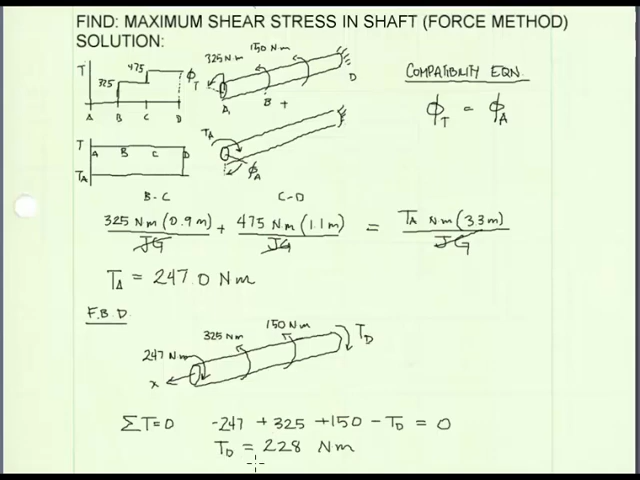 FIND: MAXIMUM SHEAR STRESS IN SHAFT (FORCE METHOD)
SOLUTION:
T 325 475 A B C D
325 Nm 150 Nm ϕT A B D
+
COMPATIBILITY EQN.
ϕT = ϕA
T TA A B C D
TA ϕA
B-C C-D
325 Nm (0.9 m)/JG + 475 Nm (1.1 m)/JG = TA Nm (3.3 m)/JG
TA = 247.0 Nm
F.B.D
247 Nm 325 Nm 150 Nm TD
x
ΣT=0 -247 +325 +150 - TD = 0
TD = 228 Nm